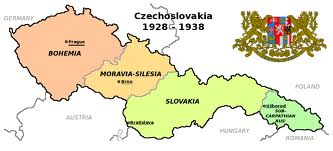 GERMANY
Czechoslovakia
1928 - 1938
Prague
BOHEMIA
MORAVIA-SILESIA
Brno
POLAND
SLOVAKIA
AUSTRIA
Bratislava
Užhorod
SUB-
CARPATHIAN
RUS'
HUNGARY
ROMANIA